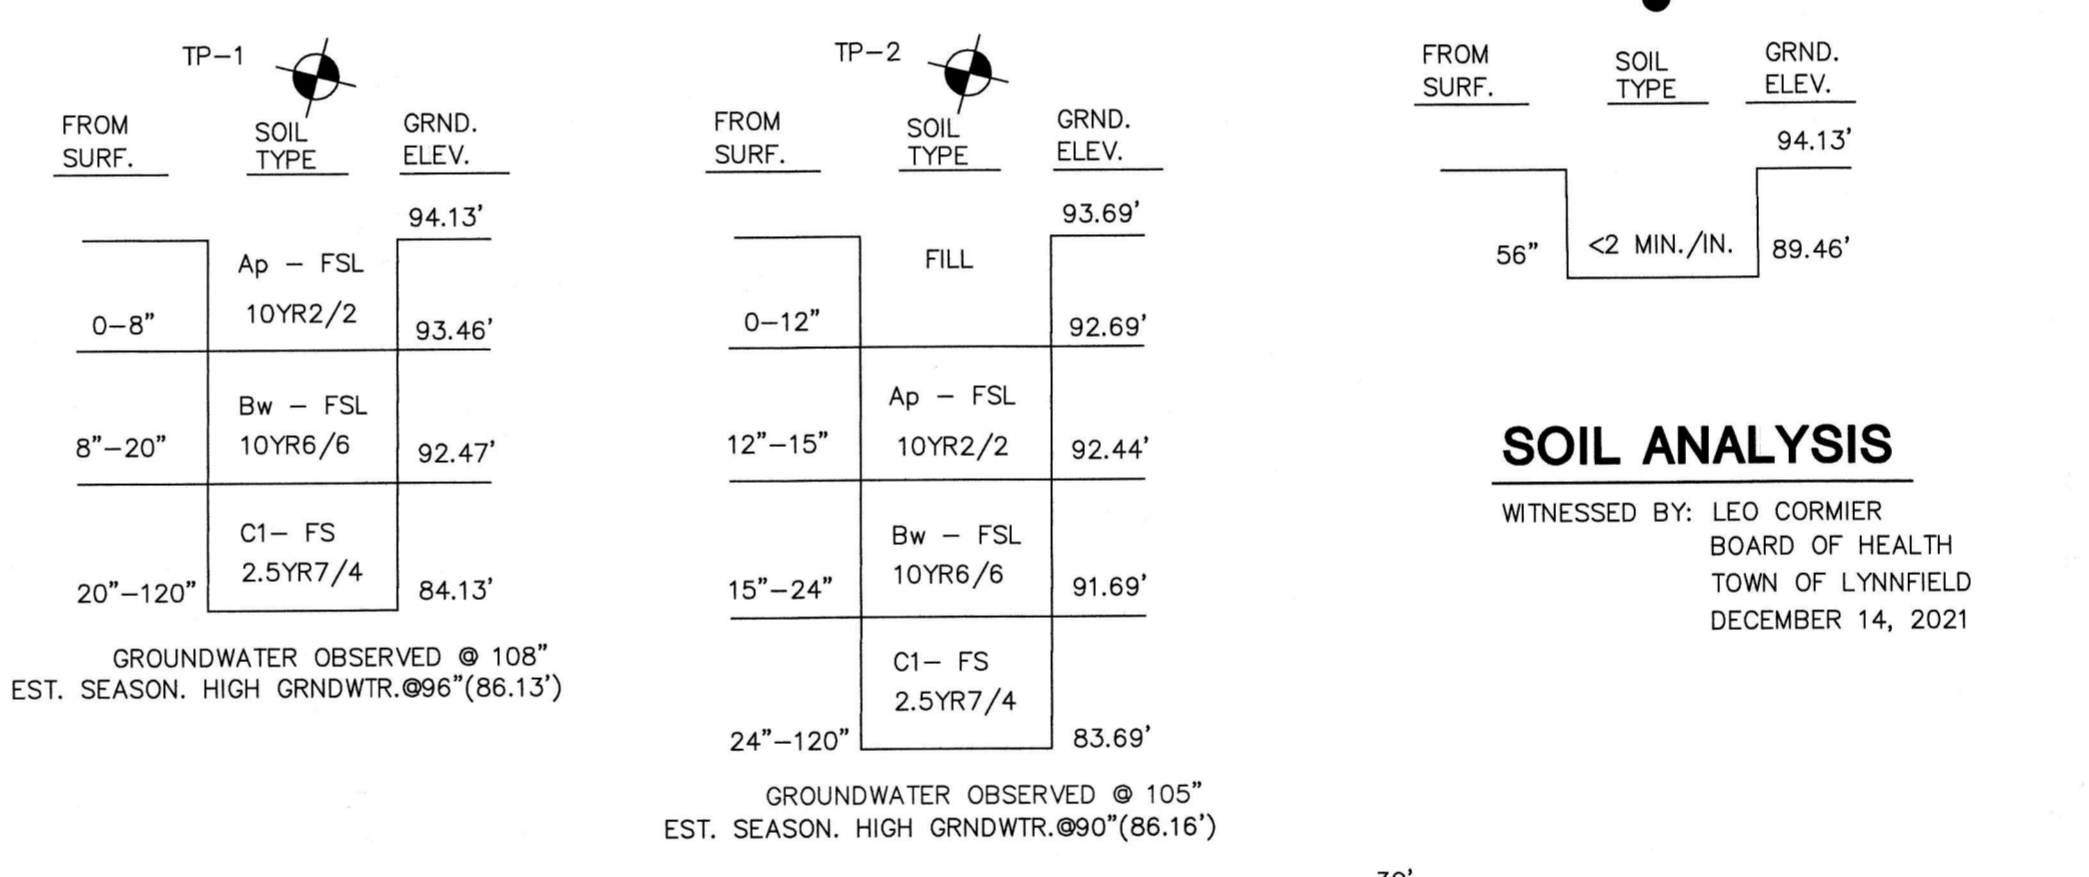 TP-1
FROM SURF.
SOIL TYPE
GRND. ELEV.
94.13'
Ap - FSL
10YR2/2
0-8"
93.46'
Bw - FSL
10YR6/6
8"-20"
92.47'
C1- FS
2.5YR7/4
20"-120"
84.13'
GROUNDWATER OBSERVED @ 108"
EST. SEASON. HIGH GRNDWTR.@96"(86.13')
TP-2
FROM SURF.
SOIL TYPE
GRND. ELEV.
93.69'
FILL
0-12"
92.69'
Ap - FSL
10YR2/2
12"-15"
92.44'
Bw - FSL
10YR6/6
15"-24"
91.69'
C1- FS
2.5YR7/4
24"-120"
83.69'
GROUNDWATER OBSERVED @ 105"
EST. SEASON. HIGH GRNDWTR.@90"(86.16')
FROM SURF.
SOIL TYPE
GRND. ELEV.
94.13'
56"
<2 MIN./IN.
89.46'
SOIL ANALYSIS
WITNESSED BY: LEO CORMIER
BOARD OF HEALTH
TOWN OF LYNNFIELD
DECEMBER 14, 2021